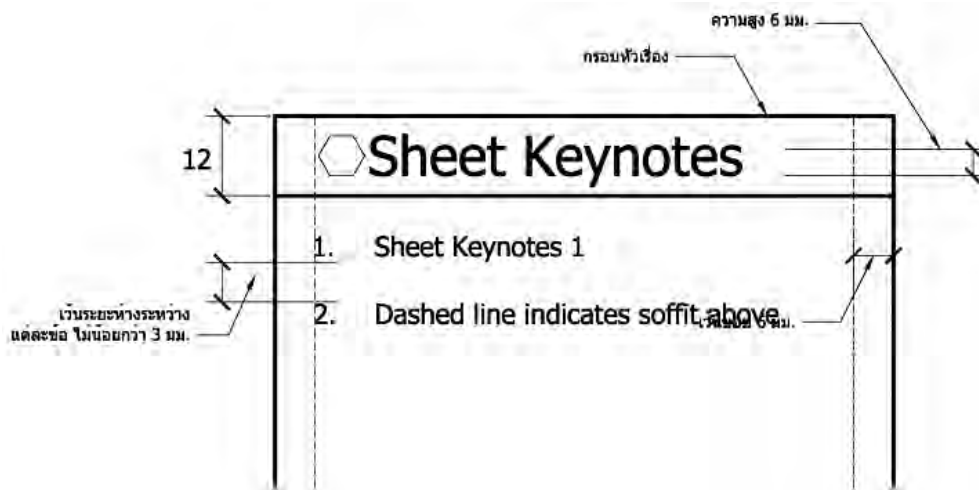 ความสูง 6 มม.
กรอบหัวเรื่อง
12
Sheet Keynotes
1. Sheet Keynotes 1
เว้นระยะห่างระหว่าง
แต่ละข้อ ไม่น้อยกว่า 3 มม.
2. Dashed line indicates soffit above
6 มม.